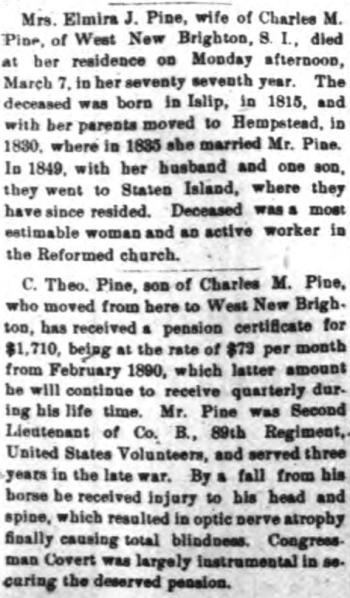 Mrs. Elmira J. Pine, wife of Charles M.
Pine, of West New Brighton, S. I., died
at her residence on Monday afternoon,
March 7, in her seventy seventh year. The
deceased was born in Islip, in 1815, and
with her parents moved to Hempstead, in
1830, where in 1835 she married Mr. Pine.
In 1849, with her husband and one son,
they went to Staten Island, where they
have since resided. Deceased was a most
estimable woman and an active worker in
the Reformed church.
C. Theo. Pine, son of Charles M. Pine,
who moved from here to West New Brigh-
ton, has received a pension certificate for
$1,710, being at the rate of $72 per month
from February 1890, which latter amount
he will continue to receive quarterly dur-
ing his life time. Mr. Pine was Second
Lieutenant of Co. B., 89th Regiment,
United States Volunteers, and served three
years in the late war. By a fall from his
horse he received injury to his head and
spine, which resulted in optic nerve atrophy
finally causing total blindness. Congress-
man Covert was largely instrumental in se-
curing the deserved pension.